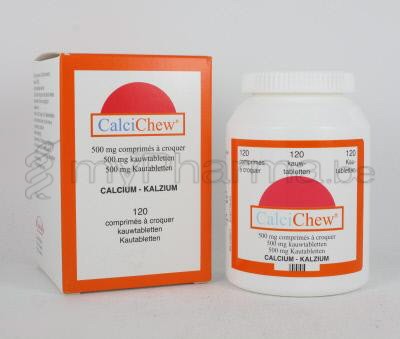 CalciChew®
500 mg comprimés à croquer
500 mg kauwtabletten
500 mg Kautabletten
CALCIUM - KALZIUM
120
comprimés à croquer
kauwtabletten
Kautabletten
120 120 120
comprimés kauw- Kau-
à croquer tabletten tabletten
CalciChew®
500 mg comprimés à croquer
500 mg kauwtabletten
500 mg Kautabletten
CALCIUM - KALZIUM
mypharma.be